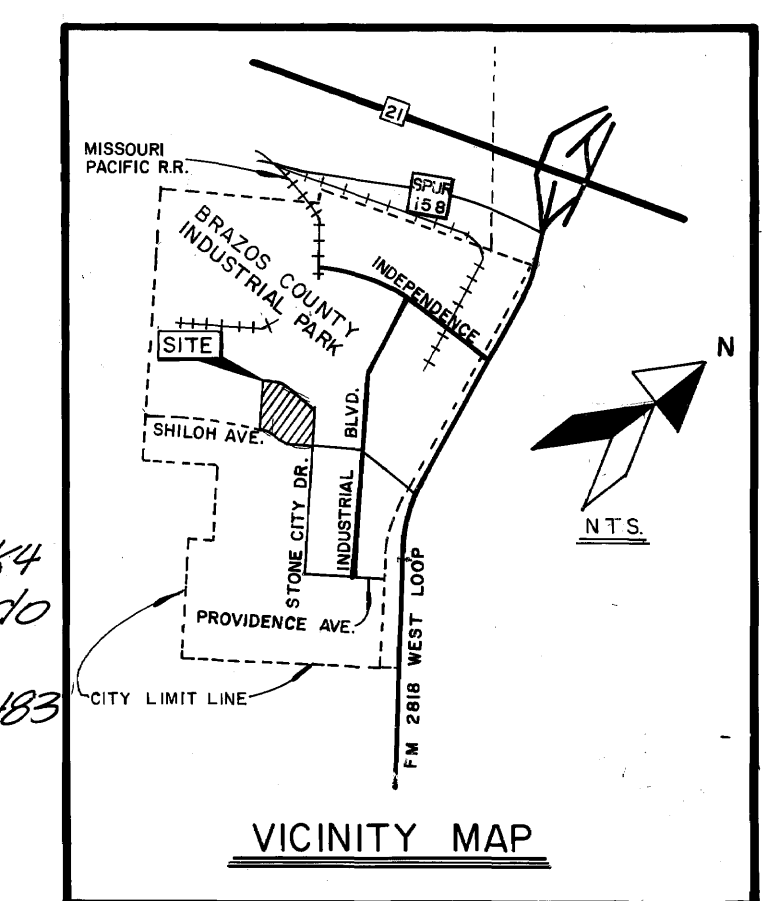 21
MISSOURI
PACIFIC R.R.
SPUR
158
BRAZOS COUNTY
INDUSTRIAL PARK
INDEPENDENCE
N
SITE
BLVD.
SHILOH AVE.
STONE CITY DR.
INDUSTRIAL
N T S.
PROVIDENCE AVE.
CITY LIMIT LINE
FM 2818 WEST LOOP
VICINITY MAP